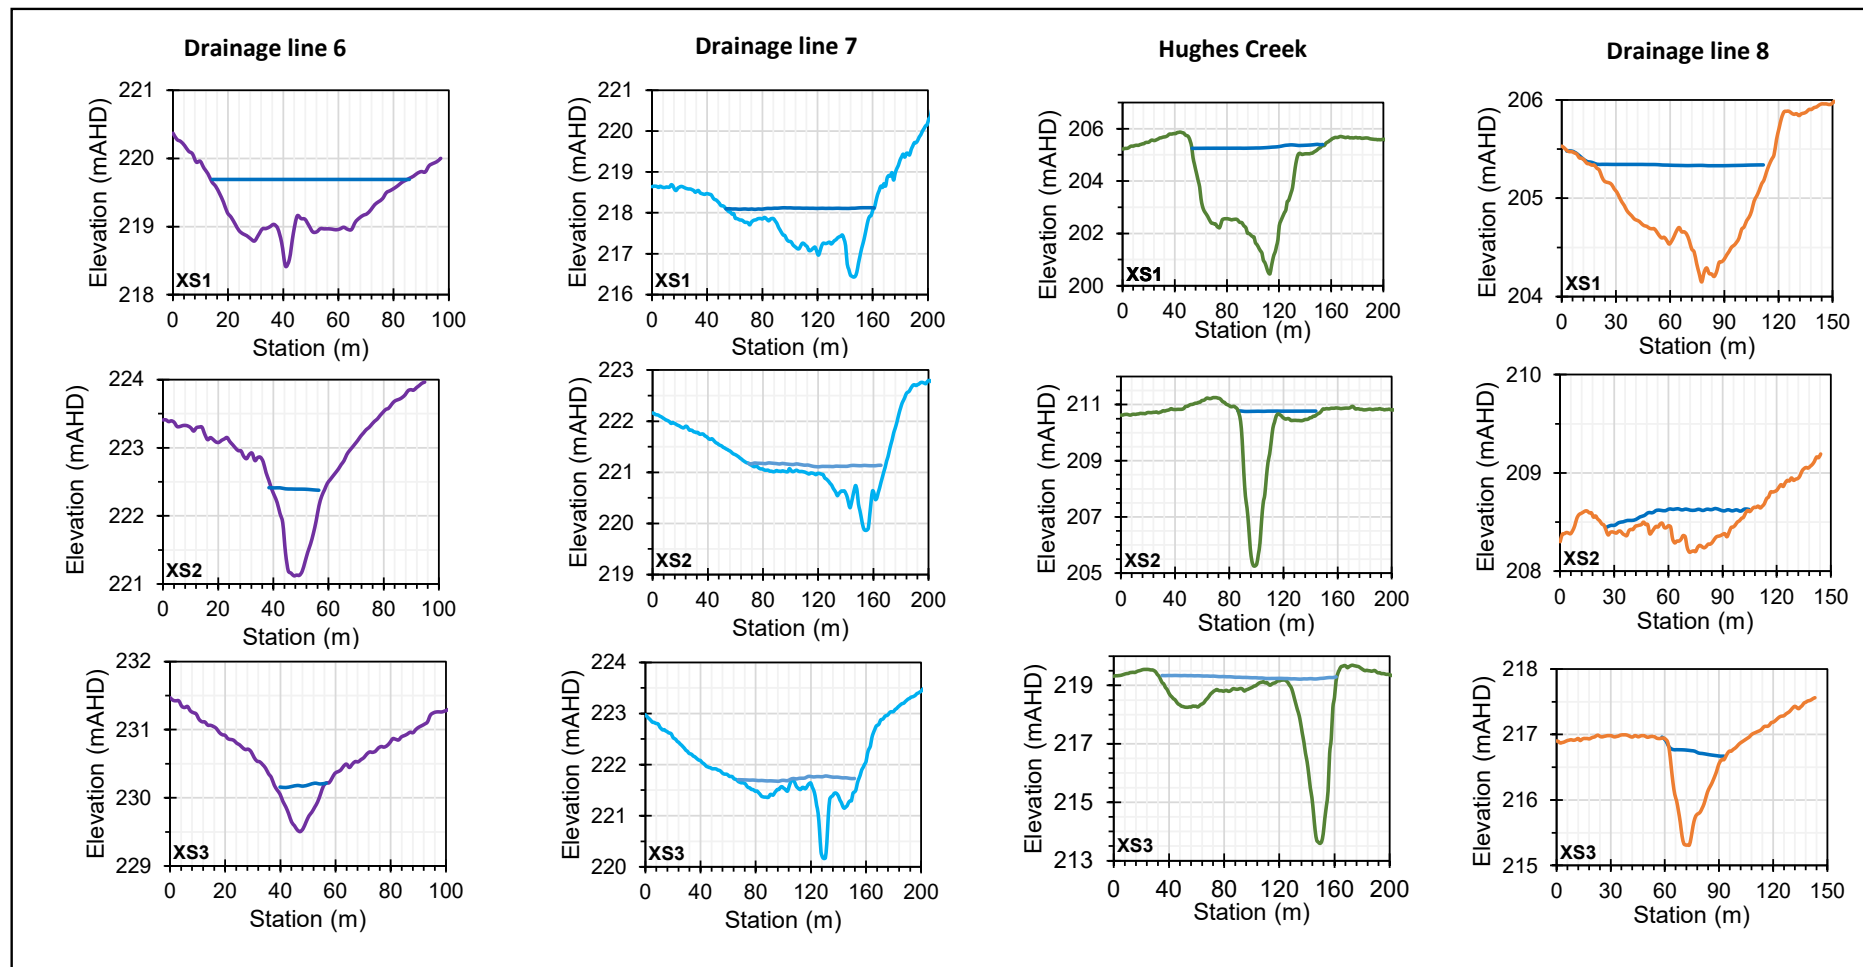 Drainage line 6
Drainage line 7
Hughes Creek
Drainage line 8
Elevation (mAHD)
221
220
219
218
XS1
0 20 40 60 80 100
Station (m)
Elevation (mAHD)
221
220
219
218
217
216
XS1
0 40 80 120 160 200
Station (m)
Elevation (mAHD)
206
204
202
200
XS1
0 40 80 120 160 200
Station (m)
Elevation (mAHD)
206
205
204
XS1
0 30 60 90 120 150
Station (m)
Elevation (mAHD)
224
223
222
221
XS2
0 20 40 60 80 100
Station (m)
Elevation (mAHD)
223
222
221
220
219
XS2
0 40 80 120 160 200
Station (m)
Elevation (mAHD)
211
209
207
205
XS2
0 40 80 120 160 200
Station (m)
Elevation (mAHD)
210
209
208
XS2
0 30 60 90 120 150
Station (m)
Elevation (mAHD)
232
231
230
229
XS3
0 20 40 60 80 100
Station (m)
Elevation (mAHD)
224
223
222
221
220
XS3
0 40 80 120 160 200
Station (m)
Elevation (mAHD)
219
217
215
213
XS3
0 40 80 120 160 200
Station (m)
Elevation (mAHD)
218
217
216
215
XS3
0 30 60 90 120 150
Station (m)